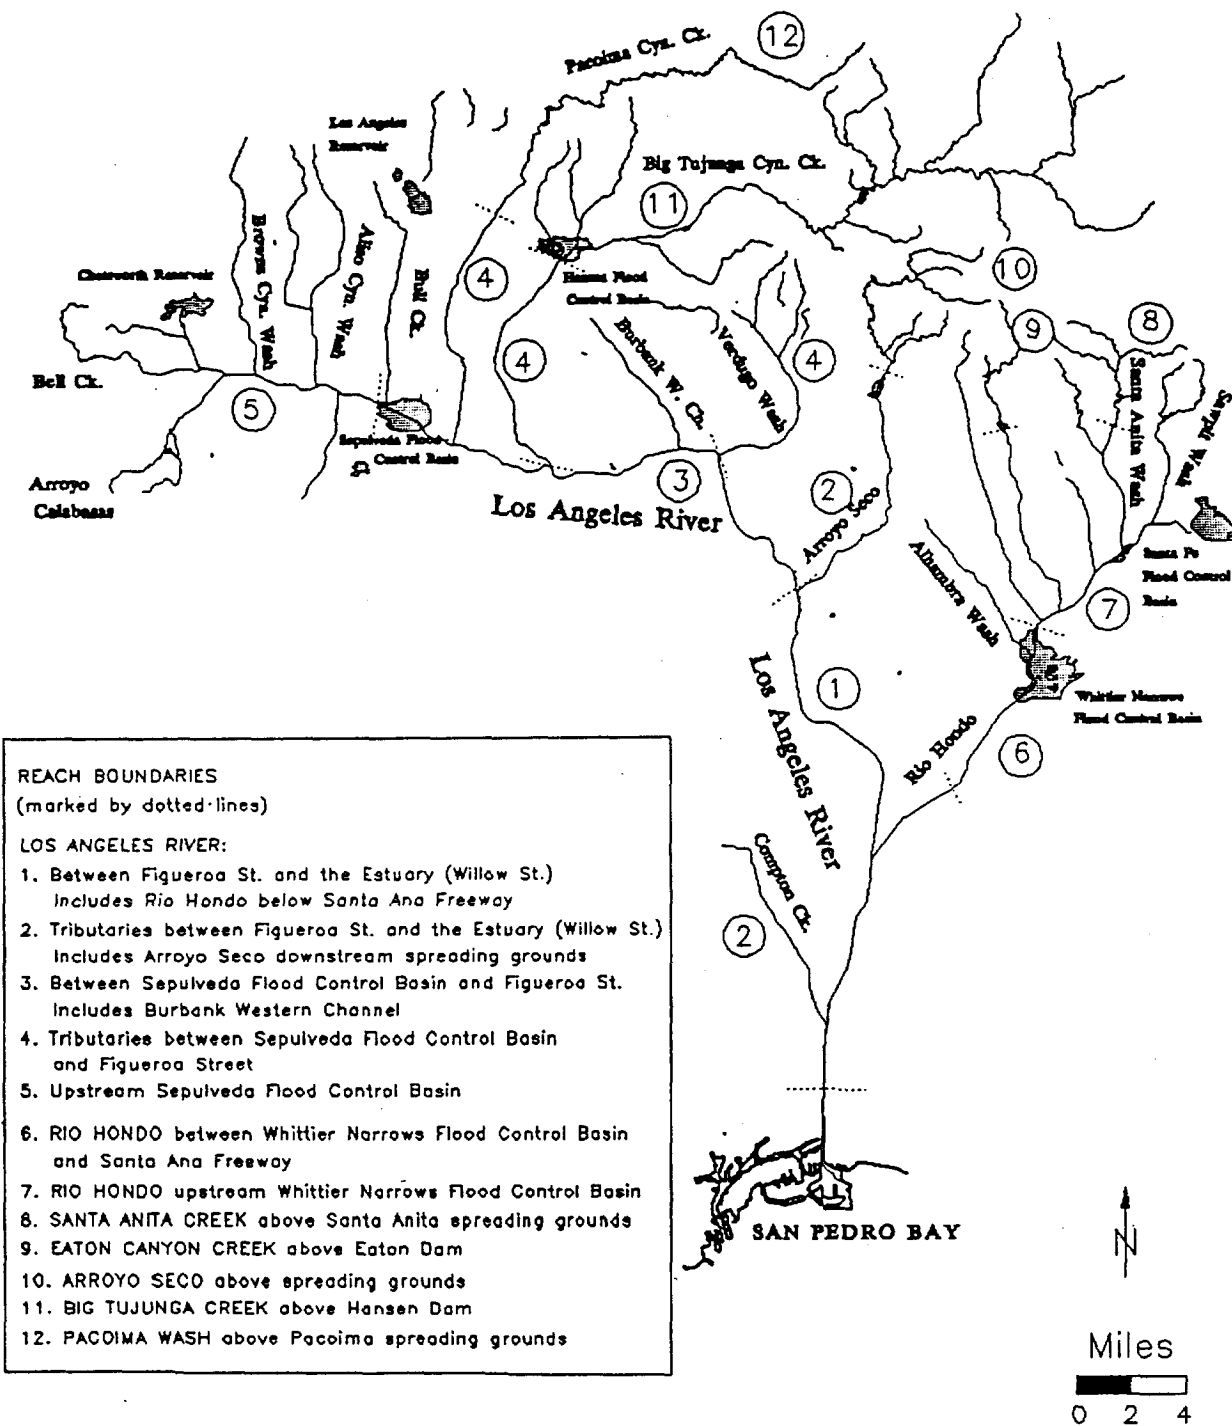 Pacoima Cyn. Ck.
12
Los Angeles
Reservoir
Big Tujunga Cyn. Ck.
11
Browns Cyn. Wash
Aliso Cyn. Wash
Bull Ck.
4
Hansen Flood
Control Basin
10
Chatsworth Reservoir
9
8
Burbank W. Ch.
Verdugo Wash
4
4
Santa Anita Wash
Sawpit Wash
Bell Ck.
5
Sepulveda Flood
Control Basin
3
2
Arroyo
Calabasas
Los Angeles River
Arroyo Seco
Alhambra Wash
Santa Fe
Flood Control
Basin
7
Los Angeles River
1
Whittier Narrows
Flood Control Basin
Rio Hondo
6
Compton Ck.
2
REACH BOUNDARIES
(marked by dotted lines)
LOS ANGELES RIVER:
1. Between Figueroa St. and the Estuary (Willow St.)
Includes Rio Hondo below Santa Ana Freeway
2. Tributaries between Figueroa St. and the Estuary (Willow St.)
Includes Arroyo Seco downstream spreading grounds
3. Between Sepulveda Flood Control Basin and Figueroa St.
Includes Burbank Western Channel
4. Tributaries between Sepulveda Flood Control Basin
and Figueroa Street
5. Upstream Sepulveda Flood Control Basin
6. RIO HONDO between Whittier Narrows Flood Control Basin
and Santa Ana Freeway
7. RIO HONDO upstream Whittier Narrows Flood Control Basin
8. SANTA ANITA CREEK above Santa Anita spreading grounds
9. EATON CANYON CREEK above Eaton Dam
10. ARROYO SECO above spreading grounds
11. BIG TUJUNGA CREEK above Hansen Dam
12. PACOIMA WASH above Pacoima spreading grounds
SAN PEDRO BAY
N
Miles
0 2 4